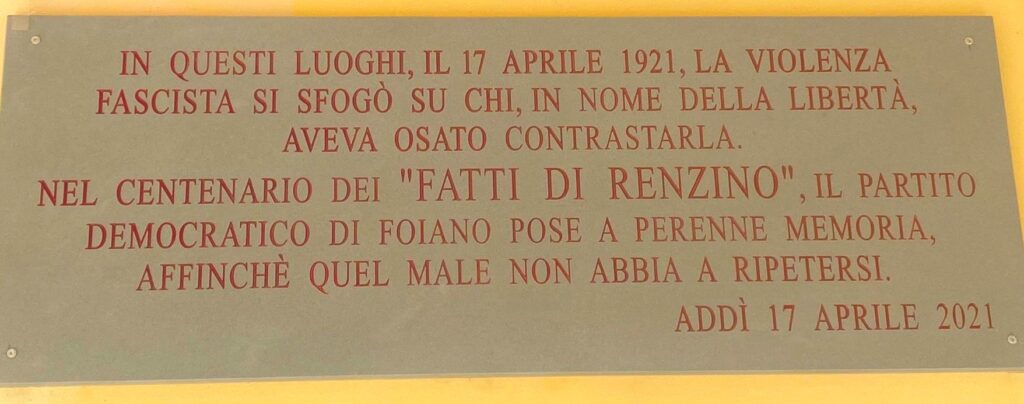 IN QUESTI LUOGHI, IL 17 APRILE 1921, LA VIOLENZA
FASCISTA SI SFOGÒ SU CHI, IN NOME DELLA LIBERTÀ,
AVEVA OSATO CONTRASTARLA.
NEL CENTENARIO DEI "FATTI DI RENZINO", IL PARTITO
DEMOCRATICO DI FOIANO POSE A PERENNE MEMORIA,
AFFINCHÈ QUEL MALE NON ABBIA A RIPETERSI.
ADDÌ 17 APRILE 2021